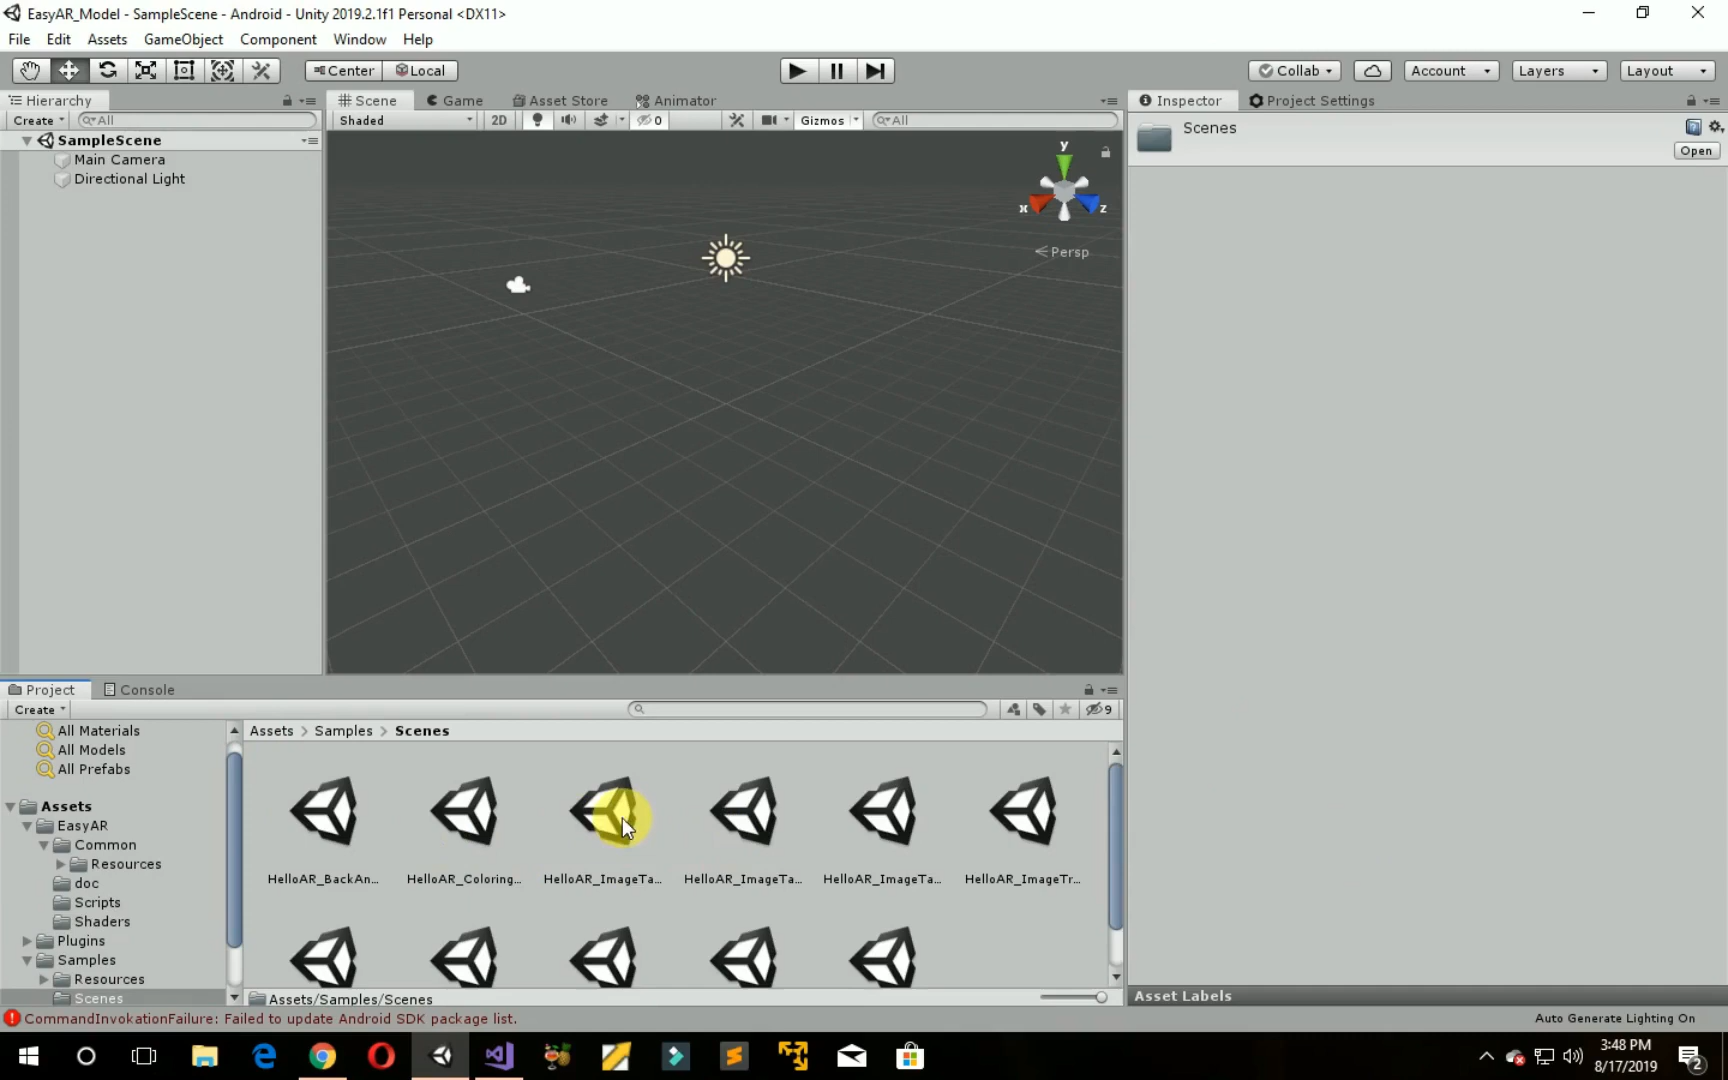 EasyAR_Model - SampleScene - Android - Unity 2019.2.1f1 Personal <DX11>
File Edit Assets GameObject Component Window Help
Center Local Collab Account Layers Layout
Hierarchy
Create All
SampleScene
Main Camera
Directional Light
Scene Game Asset Store Animator
Shaded 2D 0 Gizmos All
y
x z
Persp
Inspector Project Settings
Scenes
Open
Project Console
Create 9
All Materials
All Models
All Prefabs
Assets
EasyAR
Common
Resources
doc
Scripts
Shaders
Plugins
Samples
Resources
Scenes
Assets > Samples > Scenes
HelloAR_BackAn... HelloAR_Coloring... HelloAR_ImageTa... HelloAR_ImageTa... HelloAR_ImageTa... HelloAR_ImageTr...
Assets/Samples/Scenes
Asset Labels
CommandInvokationFailure: Failed to update Android SDK package list.
Auto Generate Lighting On
3:48 PM
8/17/2019
2